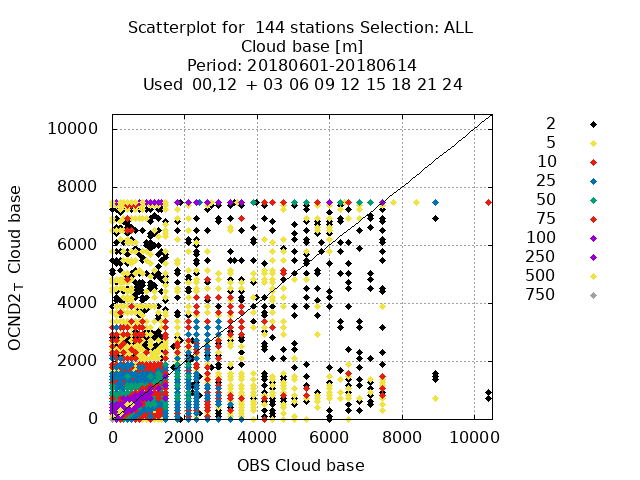 Scatterplot for  144 stations Selection: ALL
Cloud base [m]
Period: 20180601-20180614
Used  00,12  + 03 06 09 12 15 18 21 24
10000
8000
6000
4000
2000
0
OCND2T  Cloud base
0 2000 4000 6000 8000 10000
OBS Cloud base
2
5
10
25
50
75
100
250
500
750